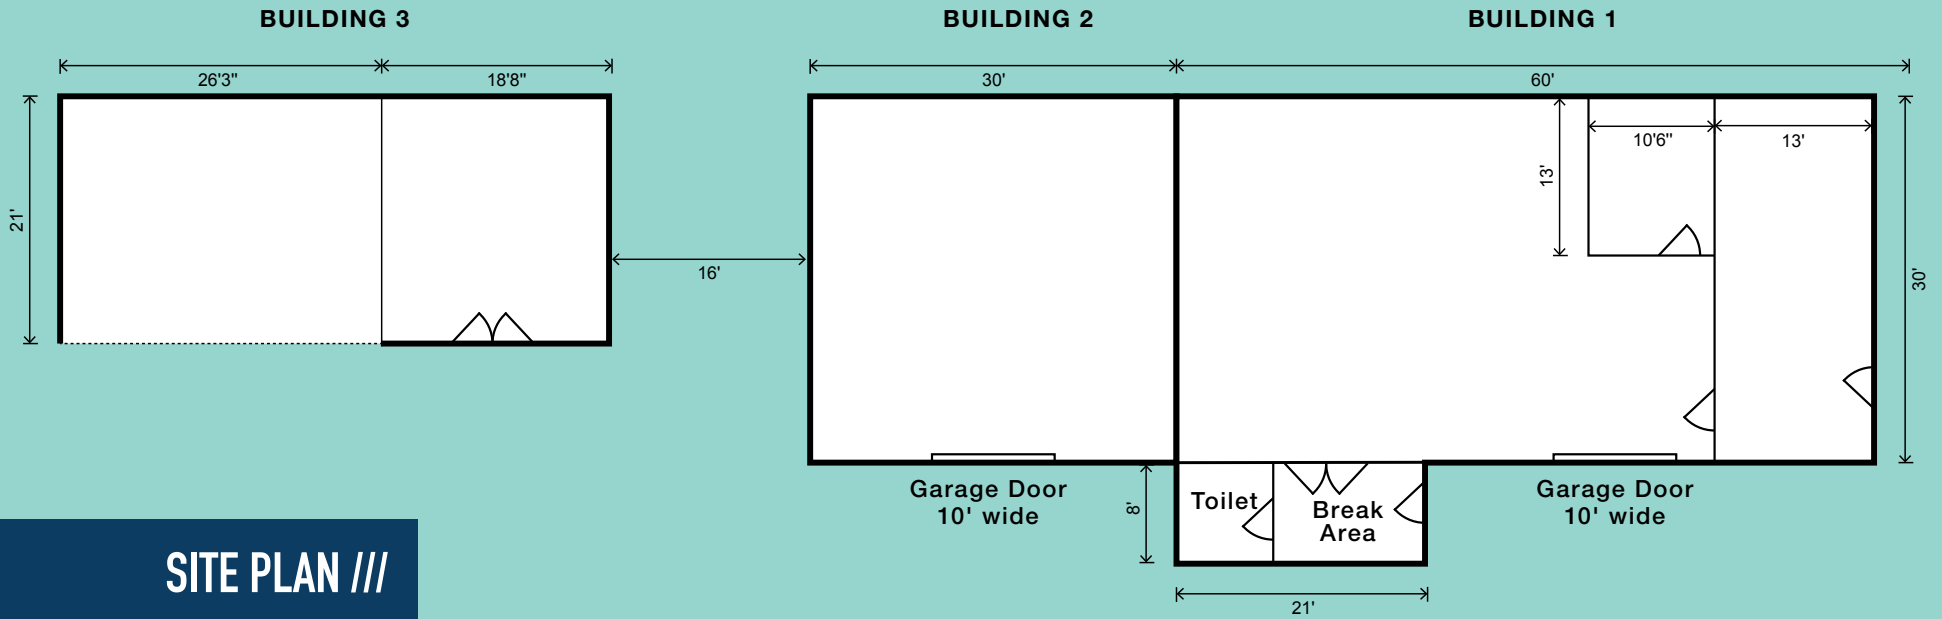 BUILDING 3
BUILDING 2
BUILDING 1
26'3"
18'8"
30'
60'
10'6"
13'
13'
21'
16'
30'
Garage Door
10' wide
8'
Toilet
Break
Area
Garage Door
10' wide
21'
SITE PLAN ///